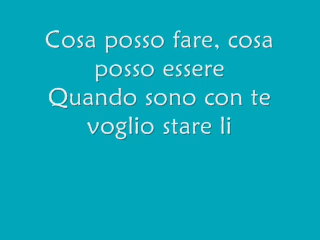 Cosa posso fare, cosa
posso essere
Quando sono con te
voglio stare li